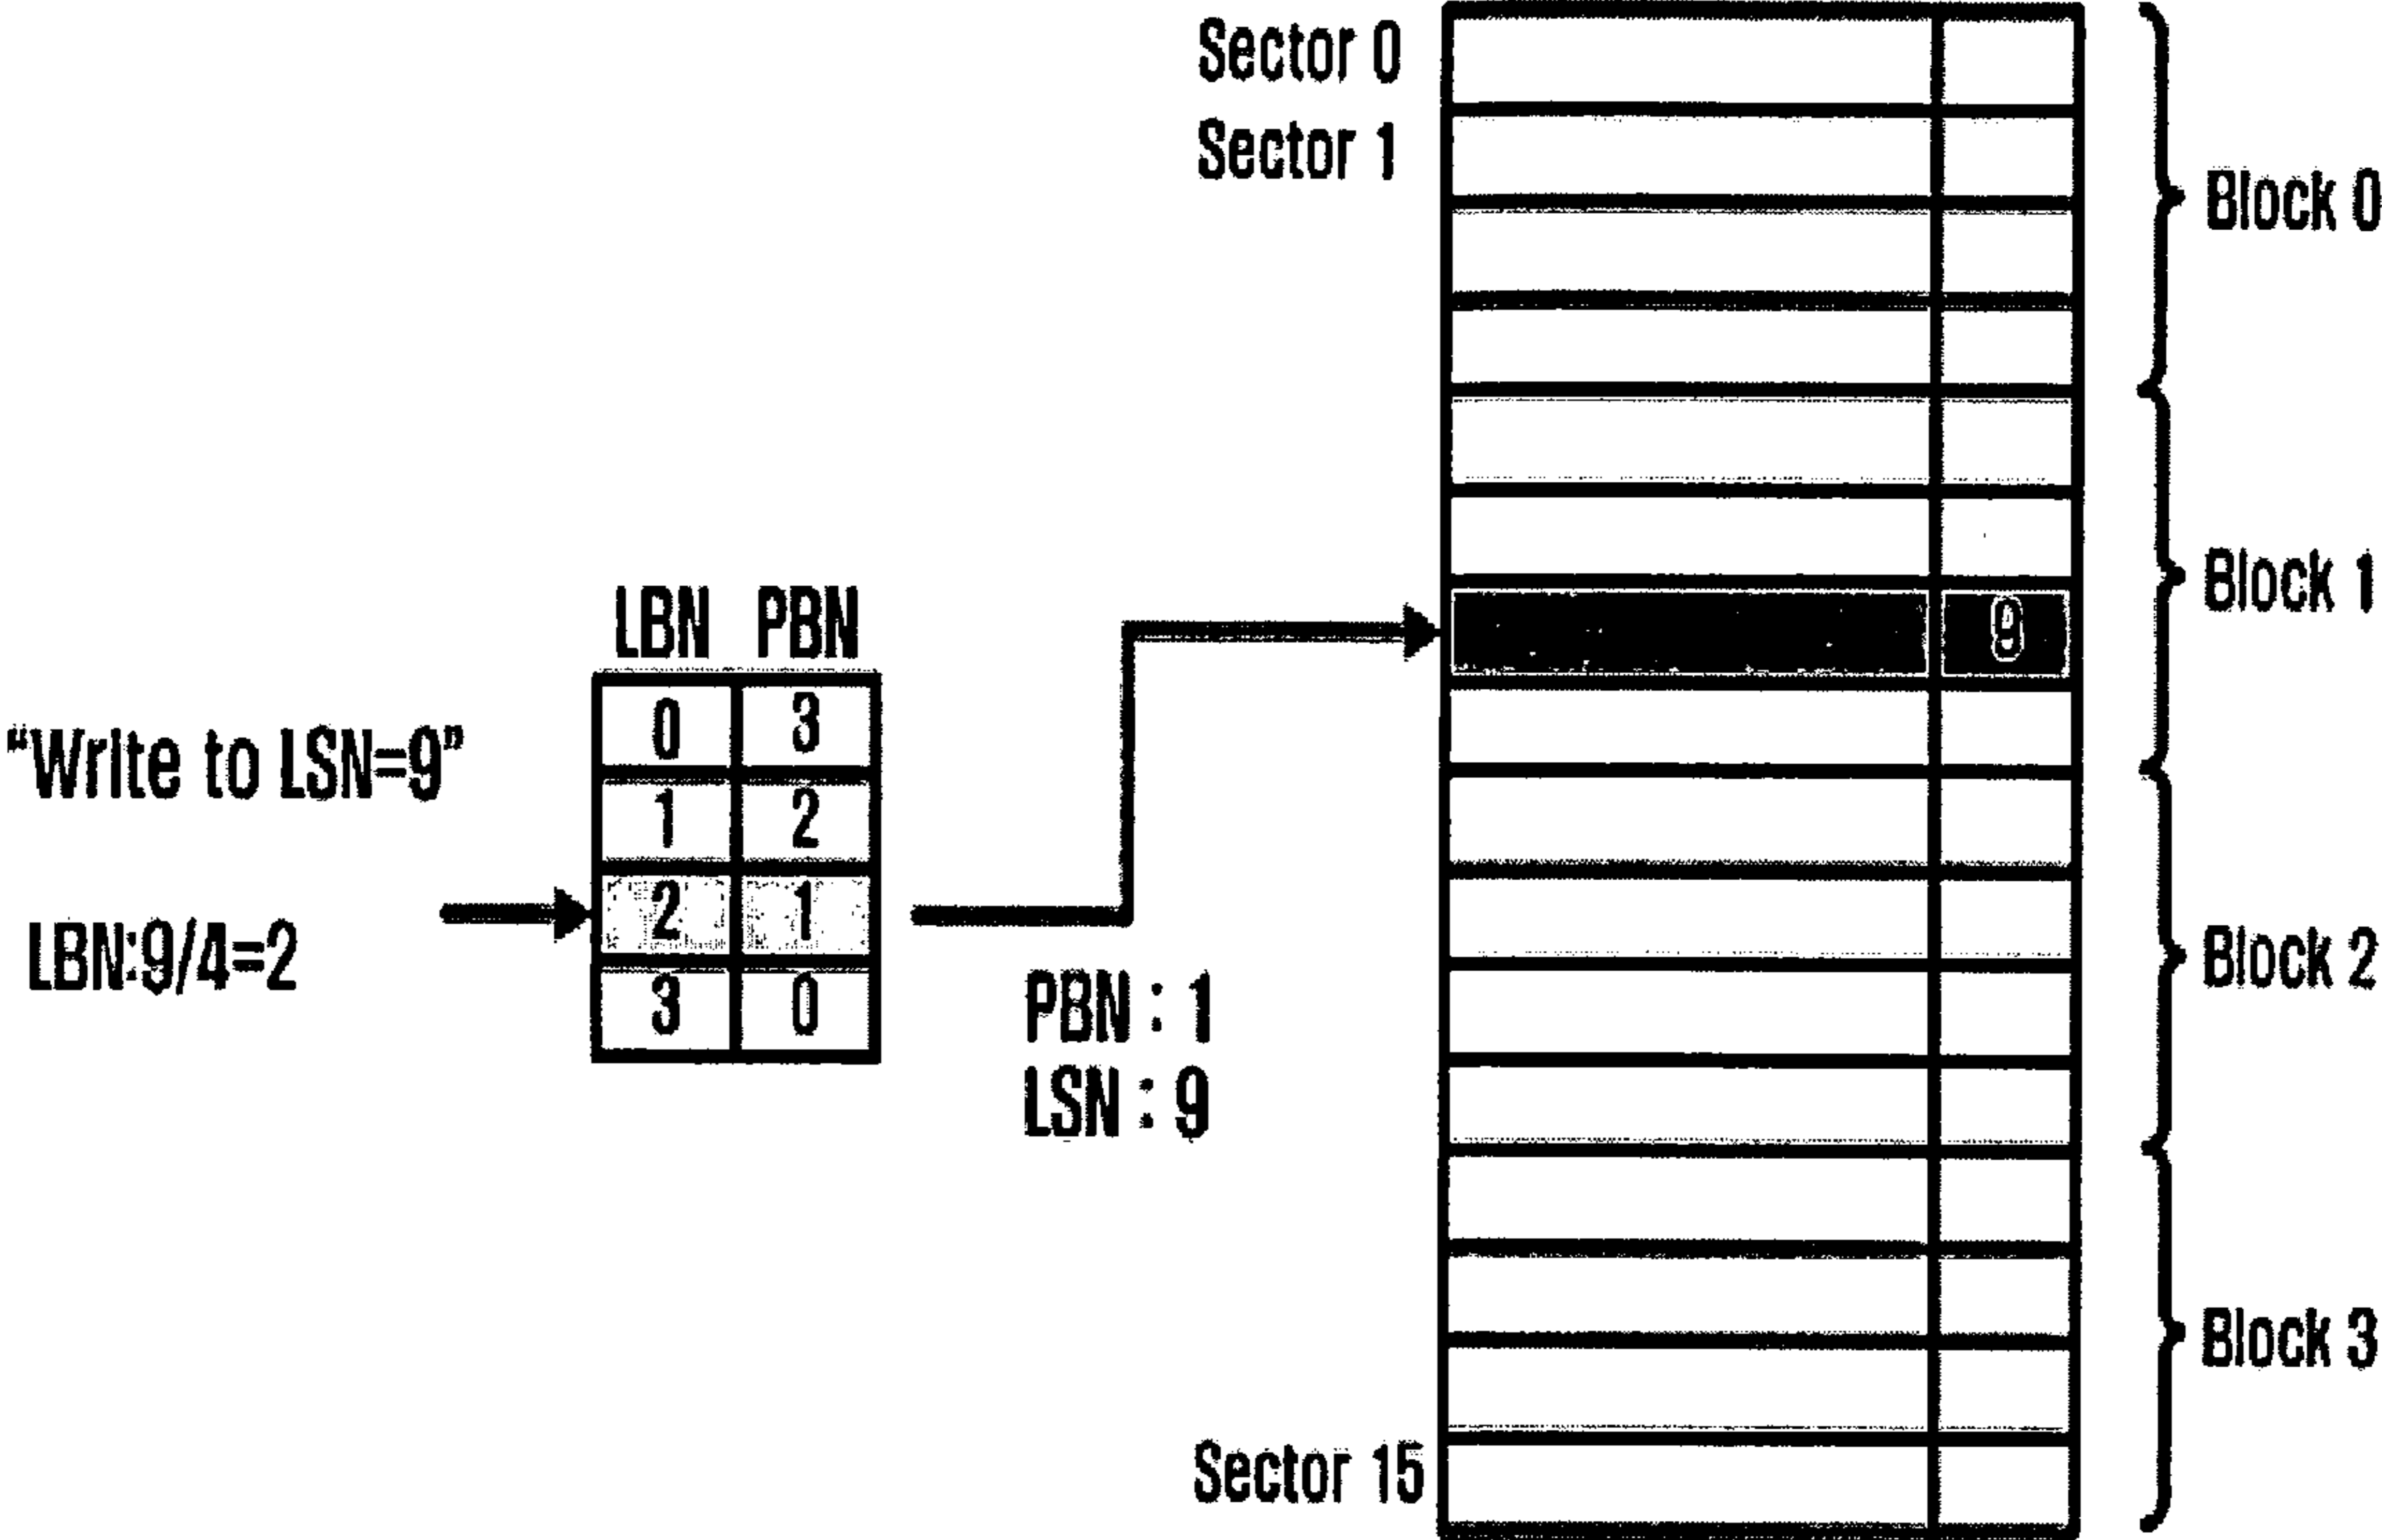 Sector 0
Sector 1
Block 0
Block 1
9
LBN PBN
0 3
1 2
2 1
3 0
“Write to LSN=9”
LBN:9/4=2
PBN : 1
LSN : 9
Block 2
Block 3
Sector 15